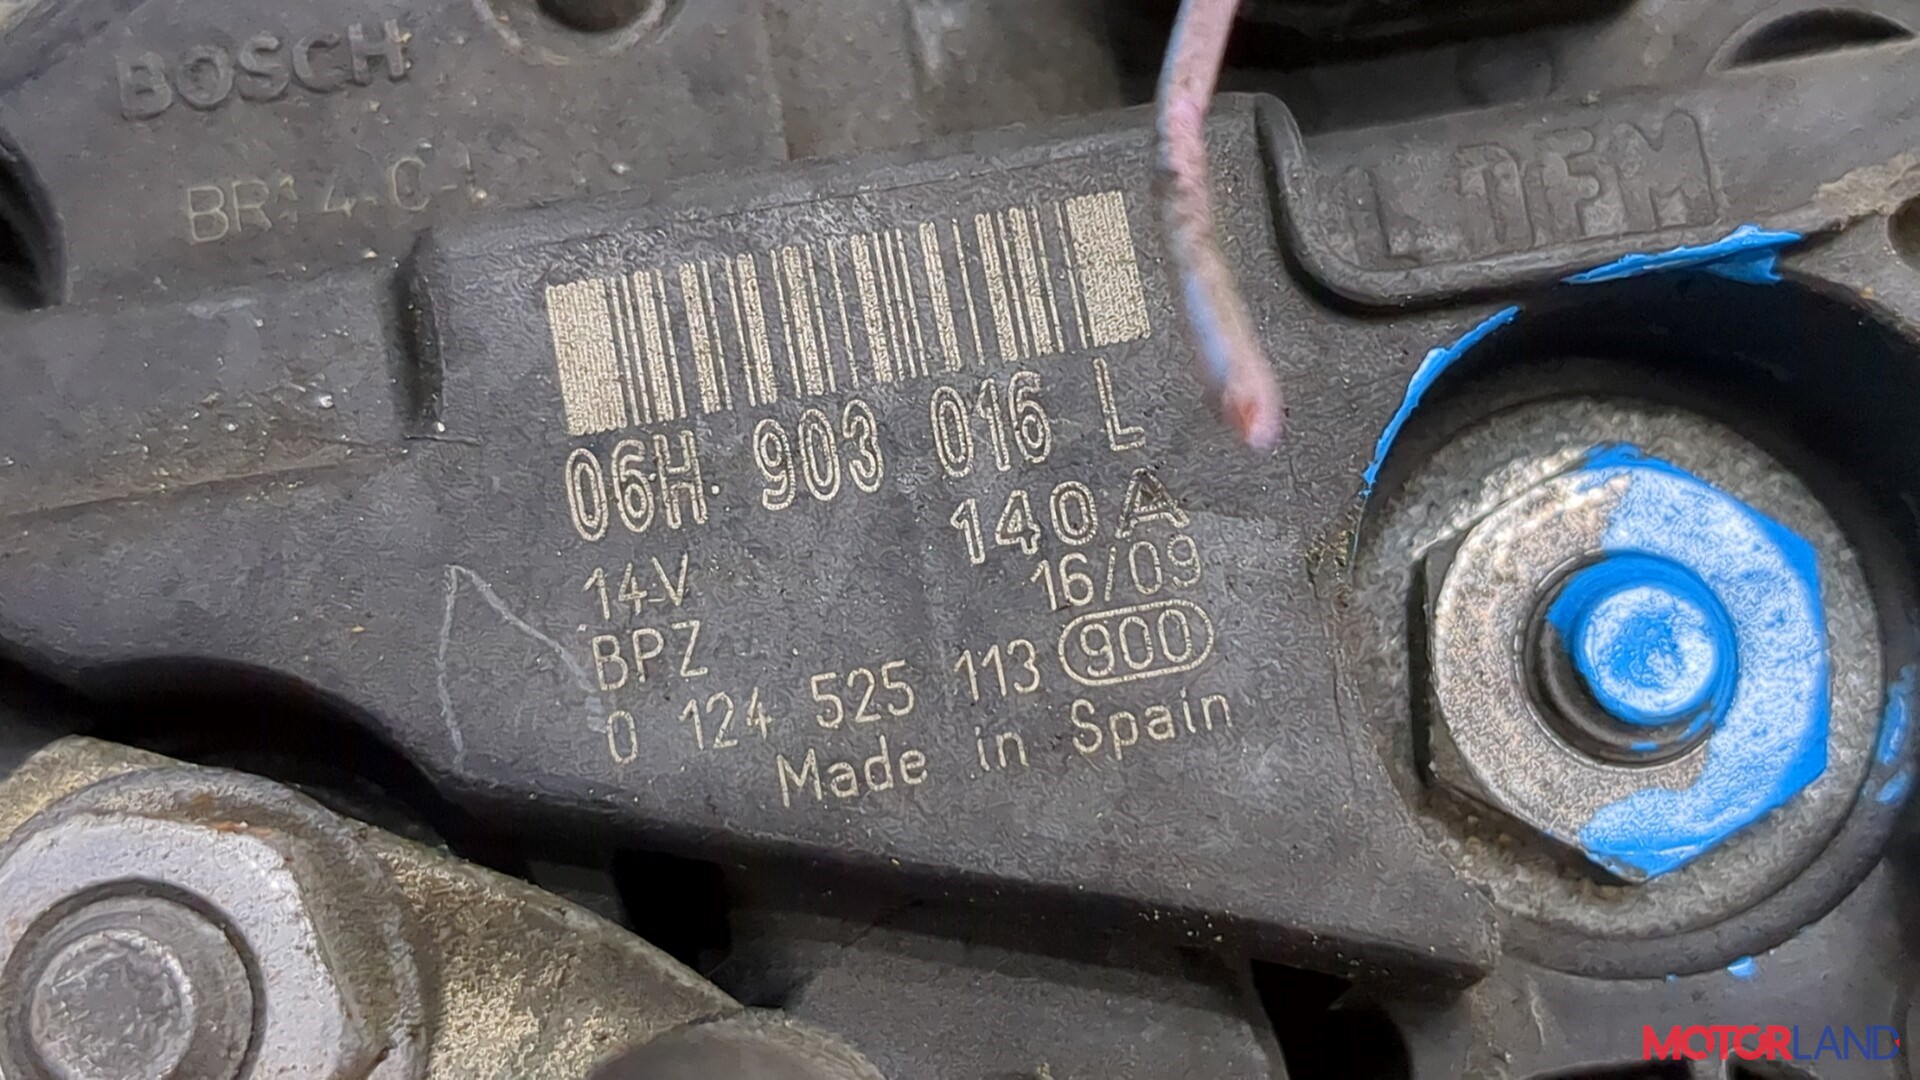 BOSCH
BR14-C
L DFM
06H 903 016 L
140A
14V
16/09
BPZ
0 124 525 113 900
Made in Spain
MOTORLAND